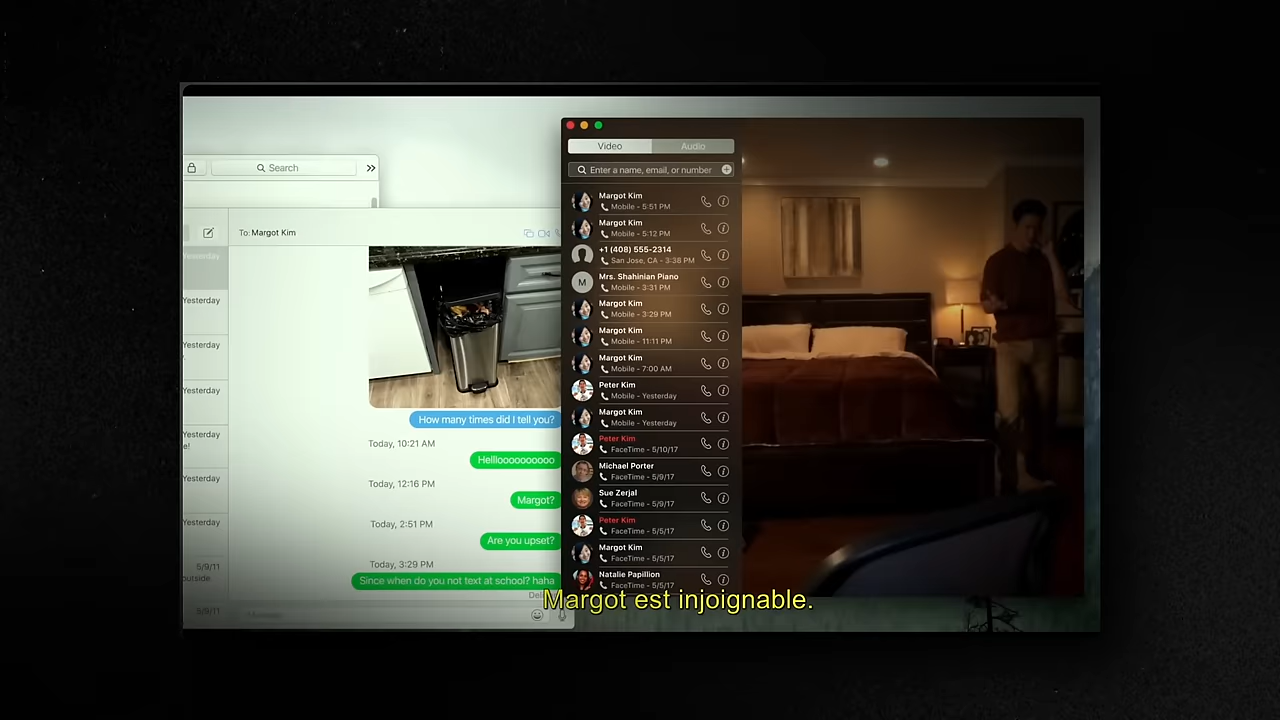 Search
Yesterday
To: Margot Kim
Yesterday
Yesterday
Yesterday
Yesterday
e!
Yesterday
Yesterday
5/9/11
outside.
5/9/11
How many times did I tell you?
Today, 10:21 AM
Hellloooooooooo
Today, 12:16 PM
Margot?
Today, 2:51 PM
Are you upset?
Today, 3:29 PM
Since when do you not text at school? haha
Video
Audio
Enter a name, email, or number
Margot Kim
Mobile - 5:51 PM
Margot Kim
Mobile - 5:12 PM
+1 (408) 555-2314
San Jose, CA - 3:38 PM
M
Mrs. Shahinian Piano
Mobile - 3:31 PM
Margot Kim
Mobile - 3:29 PM
Margot Kim
Mobile - 11:11 PM
Margot Kim
Mobile - 7:00 AM
Peter Kim
Mobile - Yesterday
Margot Kim
Mobile - Yesterday
Peter Kim
FaceTime - 5/10/17
Michael Porter
FaceTime - 5/9/17
Sue Zerjal
FaceTime - 5/9/17
Peter Kim
FaceTime - 5/5/17
Margot Kim
FaceTime - 5/5/17
Natalie Papillion
FaceTime - 5/5/17
Margot est injoignable.